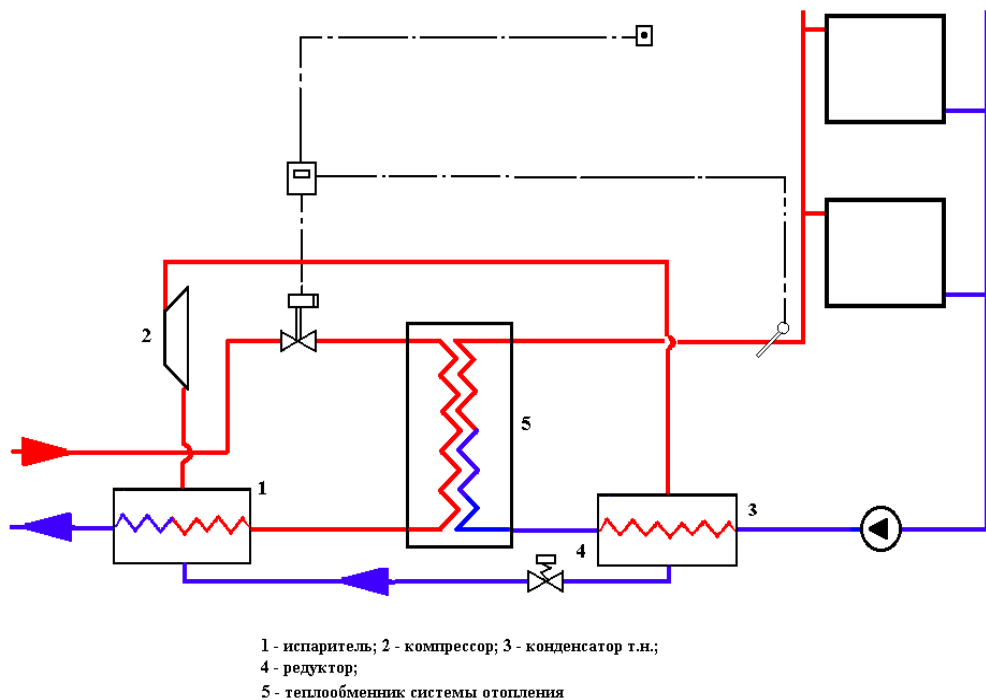 2
5
1
3
4
1 - испаритель; 2 - компрессор; 3 - конденсатор т.н.;
4 - редуктор;
5 - теплообменник системы отопления